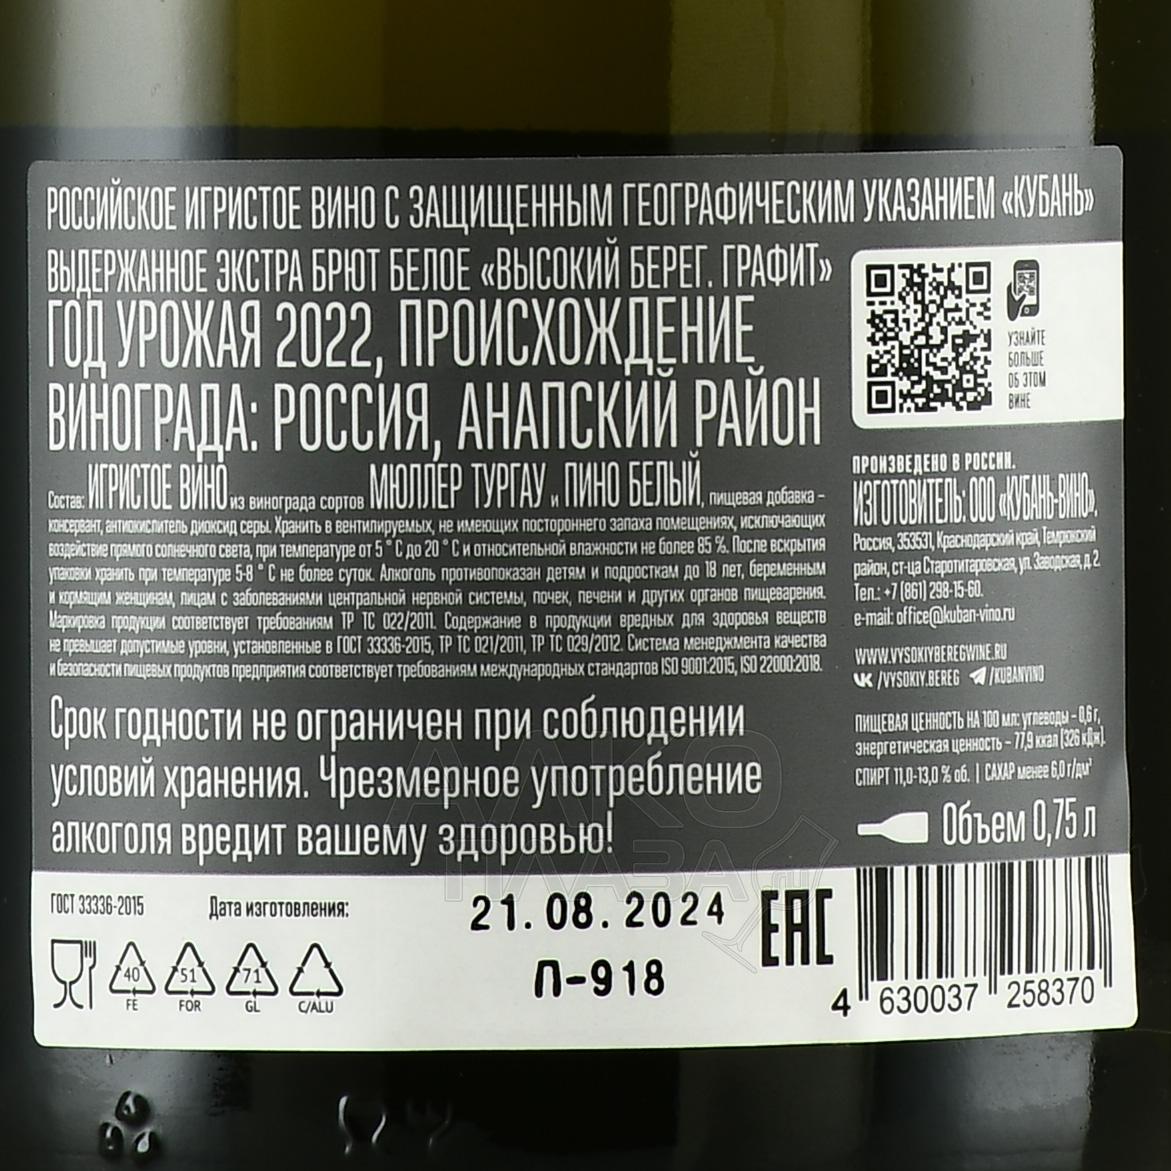 РОССИЙСКОЕ ИГРИСТОЕ ВИНО С ЗАЩИЩЕННЫМ ГЕОГРАФИЧЕСКИМ УКАЗАНИЕМ «КУБАНЬ»
ВЫДЕРЖАННОЕ ЭКСТРА БРЮТ БЕЛОЕ «ВЫСОКИЙ БЕРЕГ. ГРАФИТ»
ГОД УРОЖАЯ 2022, ПРОИСХОЖДЕНИЕ
ВИНОГРАДА: РОССИЯ, АНАПСКИЙ РАЙОН
Состав: ИГРИСТОЕ ВИНО из винограда сортов МЮЛЛЕР ТУРГАУ и ПИНО БЕЛЫЙ, пищевая добавка –
консервант, антиокислитель диоксид серы. Хранить в вентилируемых, не имеющих постороннего запаха помещениях, исключающих
воздействие прямого солнечного света, при температуре от 5 ° С до 20 ° С и относительной влажности не более 85 %. После вскрытия
упаковки хранить при температуре 5-8 ° С не более суток. Алкоголь противопоказан детям и подросткам до 18 лет, беременным
и кормящим женщинам, лицам с заболеваниями центральной нервной системы, почек, печени и других органов пищеварения.
Маркировка продукции соответствует требованиям ТР ТС 022/2011. Содержание в продукции вредных для здоровья веществ
не превышает допустимые уровни, установленные в ГОСТ 33336-2015, ТР ТС 021/2011, ТР ТС 029/2012. Система менеджмента качества
и безопасности пищевых продуктов предприятия соответствует требованиям международных стандартов ISO 9001:2015, ISO 22000:2018.
Срок годности не ограничен при соблюдении
условий хранения. Чрезмерное употребление
алкоголя вредит вашему здоровью!
УЗНАЙТЕ
БОЛЬШЕ
ОБ ЭТОМ
ВИНЕ
ПРОИЗВЕДЕНО В РОССИИ.
ИЗГОТОВИТЕЛЬ: ООО «КУБАНЬ-ВИНО».
Россия, 353531, Краснодарский край, Темрюкский
район, ст-ца Старотитаровская, ул. Заводская, д. 2.
Тел.: +7 (861) 298-15-60.
e-mail: office@kuban-vino.ru
WWW.VYSOKIYBEREGWINE.RU
/VYSOKIY.BEREG /KUBANVINO
ПИЩЕВАЯ ЦЕННОСТЬ НА 100 мл: углеводы – 0,6 г,
энергетическая ценность – 77,9 ккал (326 кДж).
СПИРТ 11,0-13,0 % об. | САХАР менее 6,0 г/дм³
Объем 0,75 л
АЛКО
ПЛАЗА.ru
ГОСТ 33336-2015 Дата изготовления: 21.08.2024
П-918
EAC
40 51 71
FE FOR GL C/ALU
4 630037 258370